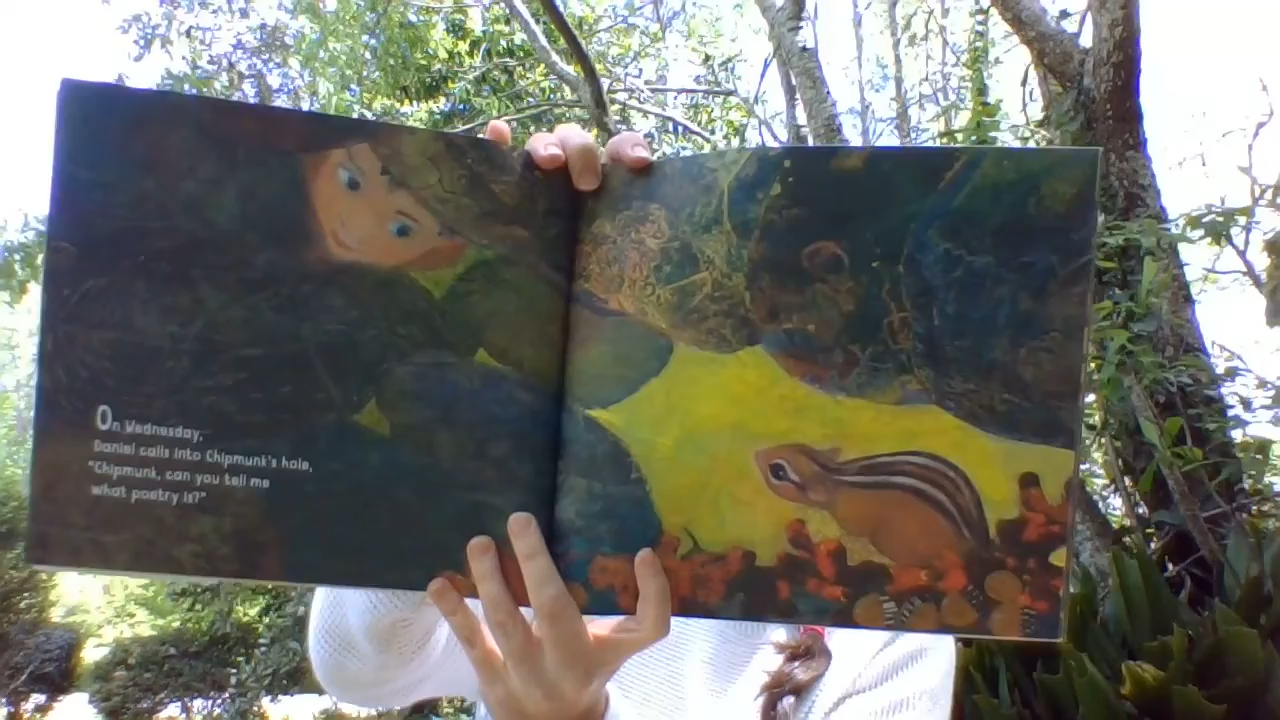 On Wednesday,
Daniel calls into Chipmunk's hole,
"Chipmunk, can you tell me
what poetry is?"